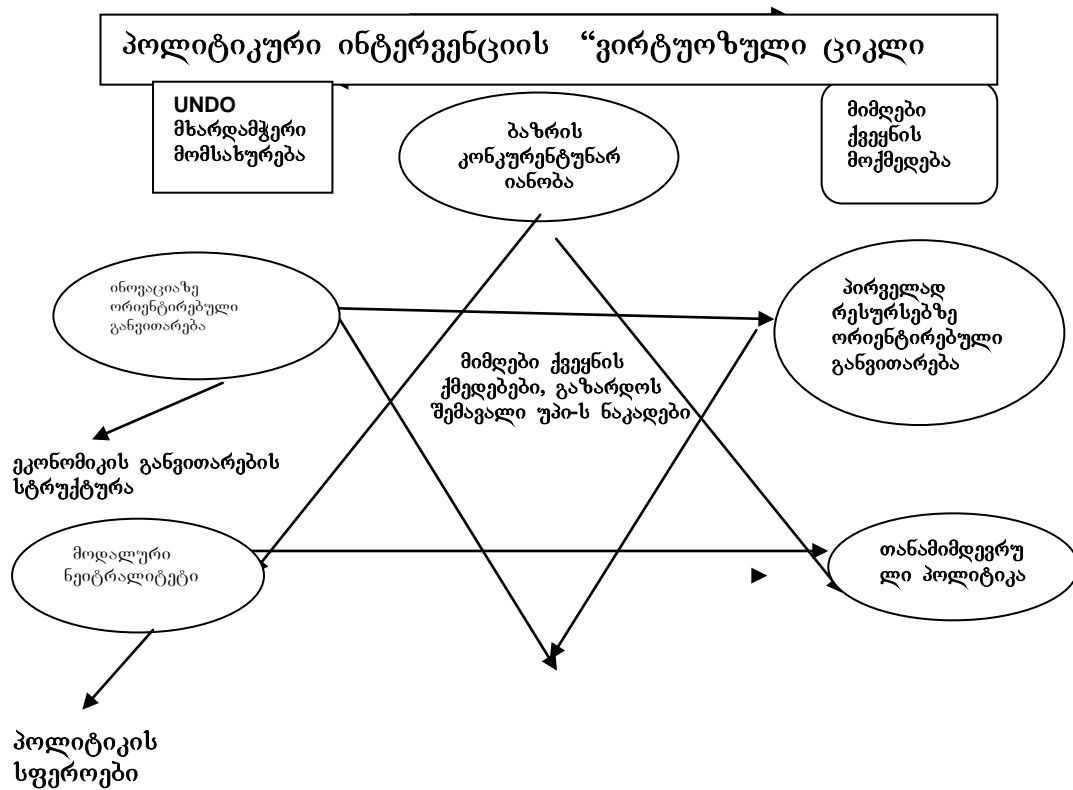 პოლიტიკური ინტერვენციის “ვირტუოზული ციკლი
UNDO
მხარდამჭერი
მომსახურება
ბაზრის
კონკურენტუნარ
იანობა
მიმღები
ქვეყნის
მოქმედება
ინოვაციაზე
ორიენტირებული
განვითარება
პირველად
რესურსებზე
ორიენტირებული
განვითარება
მიმღები ქვეყნის
ქმედებები, გაზარდოს
შემავალი უპი-ს ნაკადები
ეკონომიკის განვითარების
სტრუქტურა
მოდალური
ნეიტრალიტეტი
თანამიმდევრუ
ლი პოლიტიკა
პოლიტიკის
სფეროები